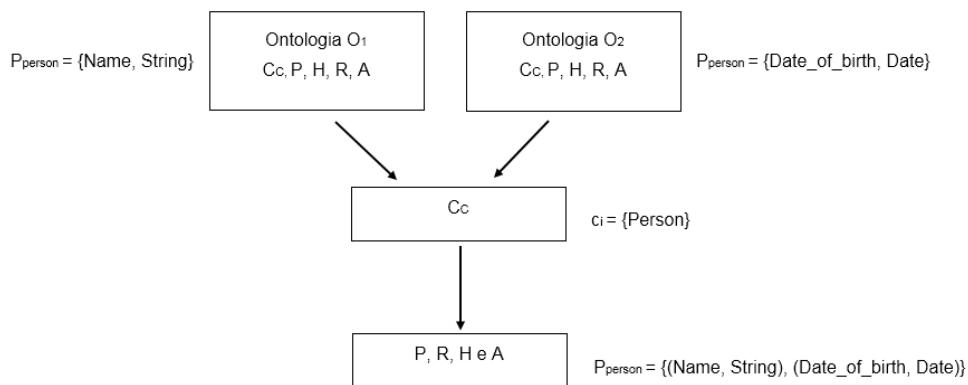 Ontologia O1
Cc, P, H, R, A
Pperson = {Name, String}
Ontologia O2
Cc, P, H, R, A
Pperson = {Date_of_birth, Date}
Cc
ci = {Person}
P, R, H e A
Pperson = {(Name, String), (Date_of_birth, Date)}